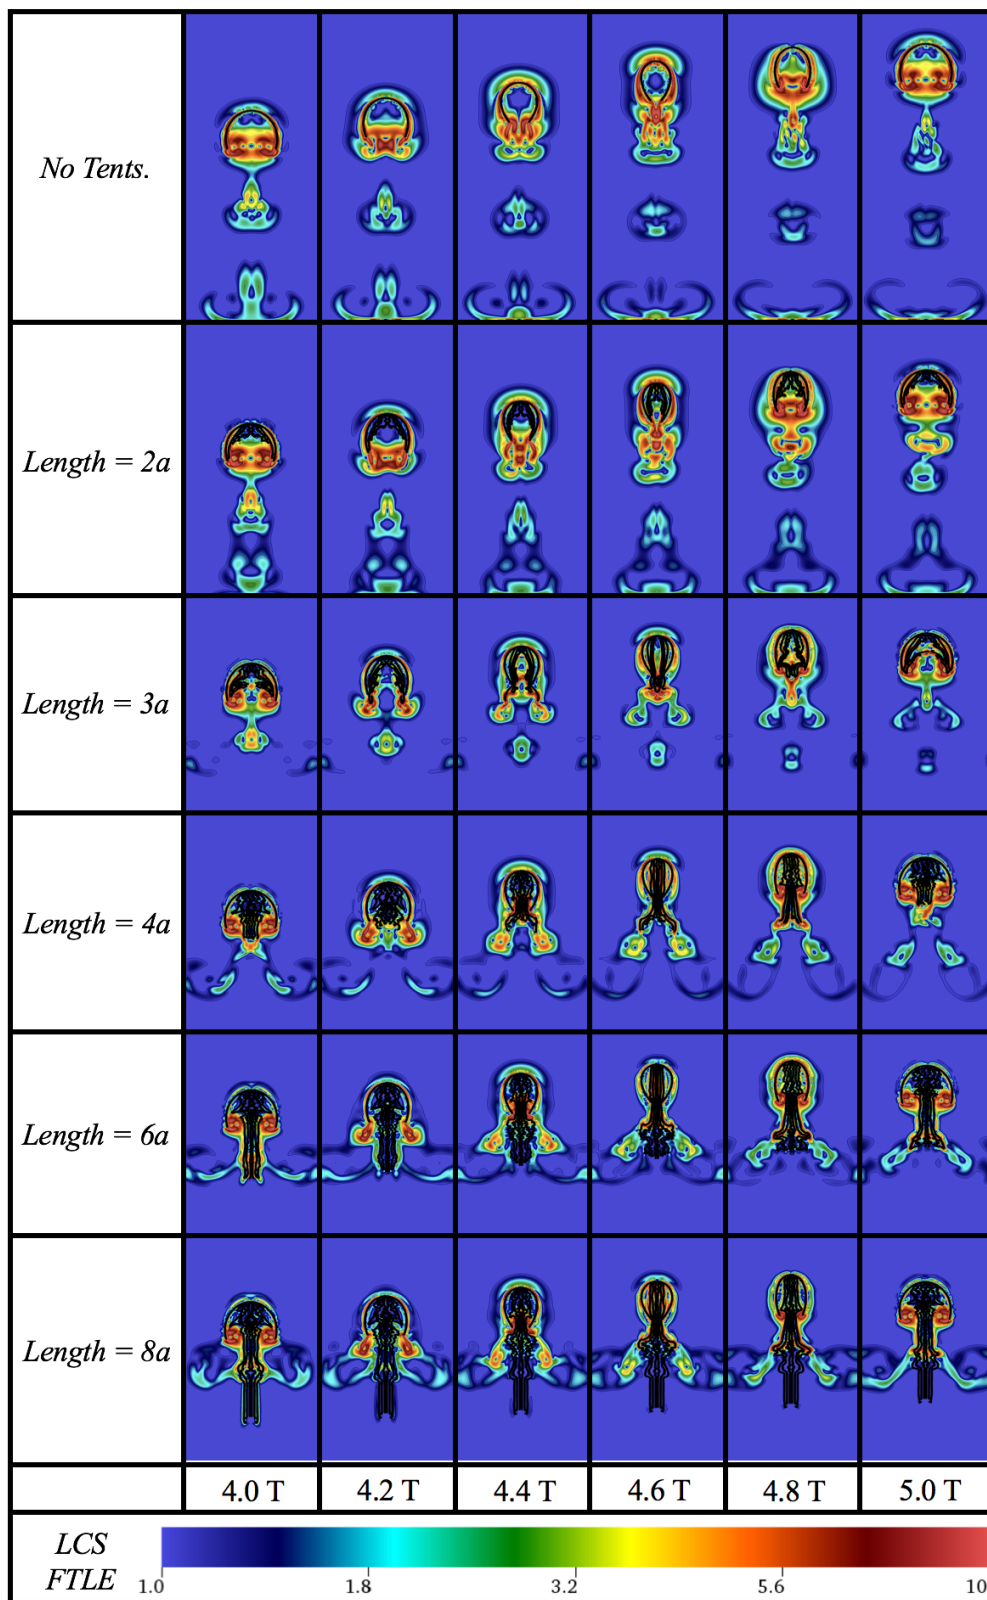 No Tents.
Length = 2a
Length = 3a
Length = 4a
Length = 6a
Length = 8a
4.0 T 4.2 T 4.4 T 4.6 T 4.8 T 5.0 T
LCS
FTLE
1.0 1.8 3.2 5.6 10